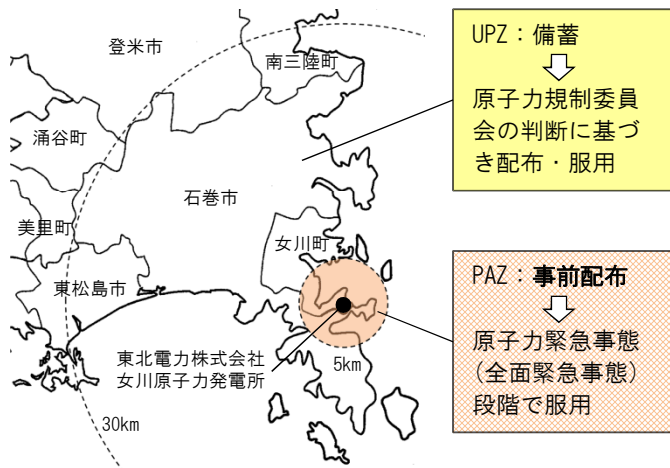 登米市
南三陸町
涌谷町
石巻市
美里町
女川町
東松島市
東北電力株式会社
女川原子力発電所
5km
30km
UPZ：備蓄
原子力規制委員
会の判断に基づ
き配布・服用
PAZ：事前配布
原子力緊急事態
(全面緊急事態)
段階で服用